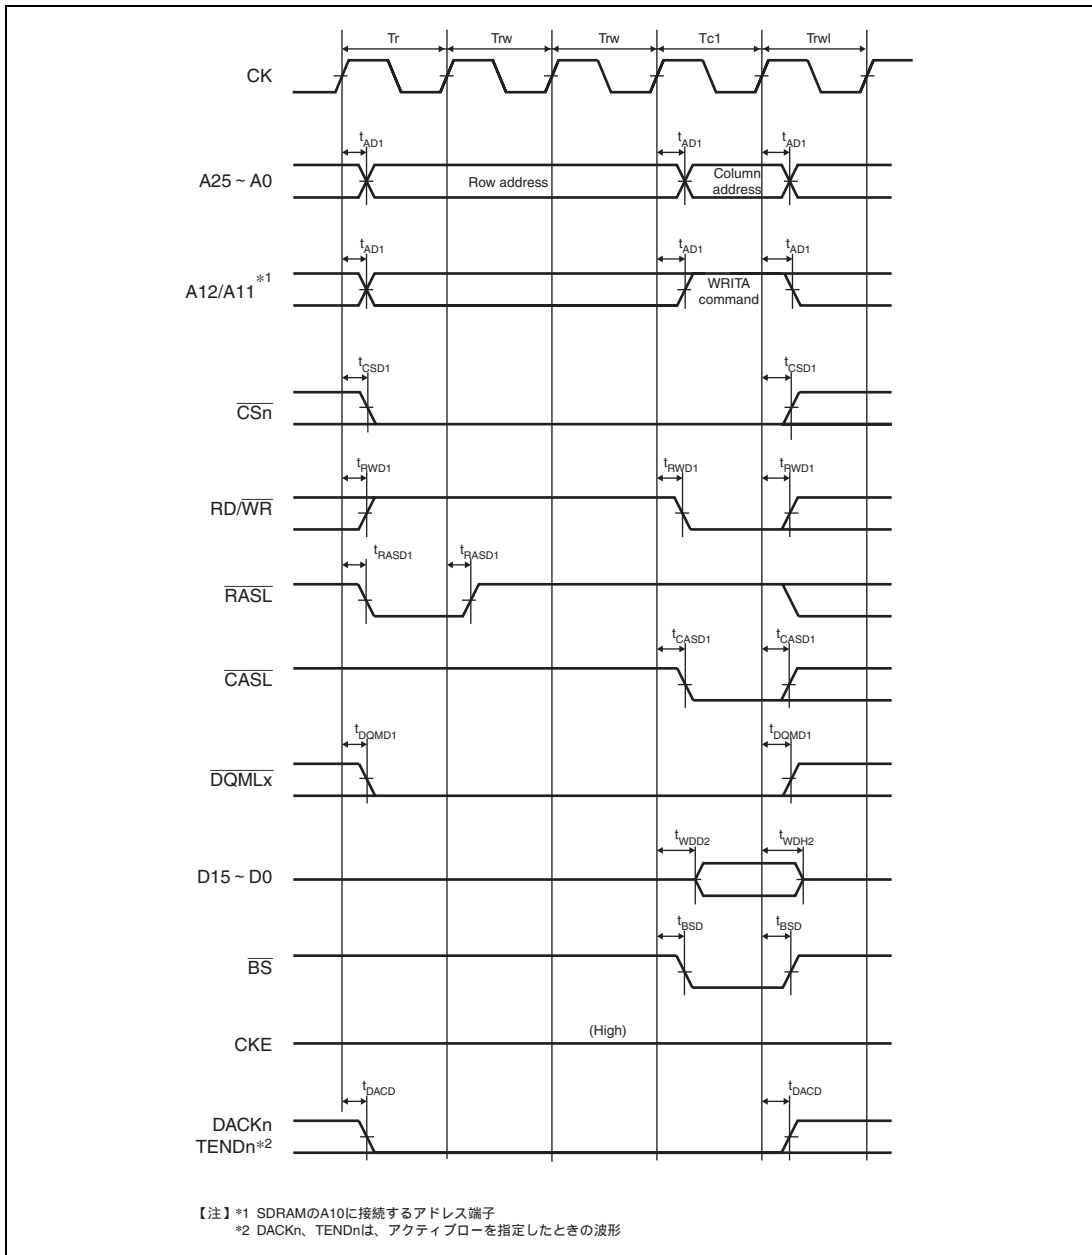 Tr Trw Trw Tc1 Trwl
CK
tAD1 tAD1 tAD1
A25 ~ A0 Row address Column address
tAD1 tAD1 tAD1
A12/A11*1 WRITA command
tCSD1 tCSD1
CSn
tRWD1 tRWD1 tRWD1
RD/WR
tRASD1 tRASD1
RASL
tCASD1 tCASD1
CASL
tDQMD1 tDQMD1
DQMLx
tWDD2 tWDH2
D15 ~ D0
tBSD tBSD
BS
(High)
CKE
tDACD tDACD
DACKn
TENDn*2
【注】*1 SDRAMのA10に接続するアドレス端子
*2 DACKn、TENDnは、アクティブローを指定したときの波形